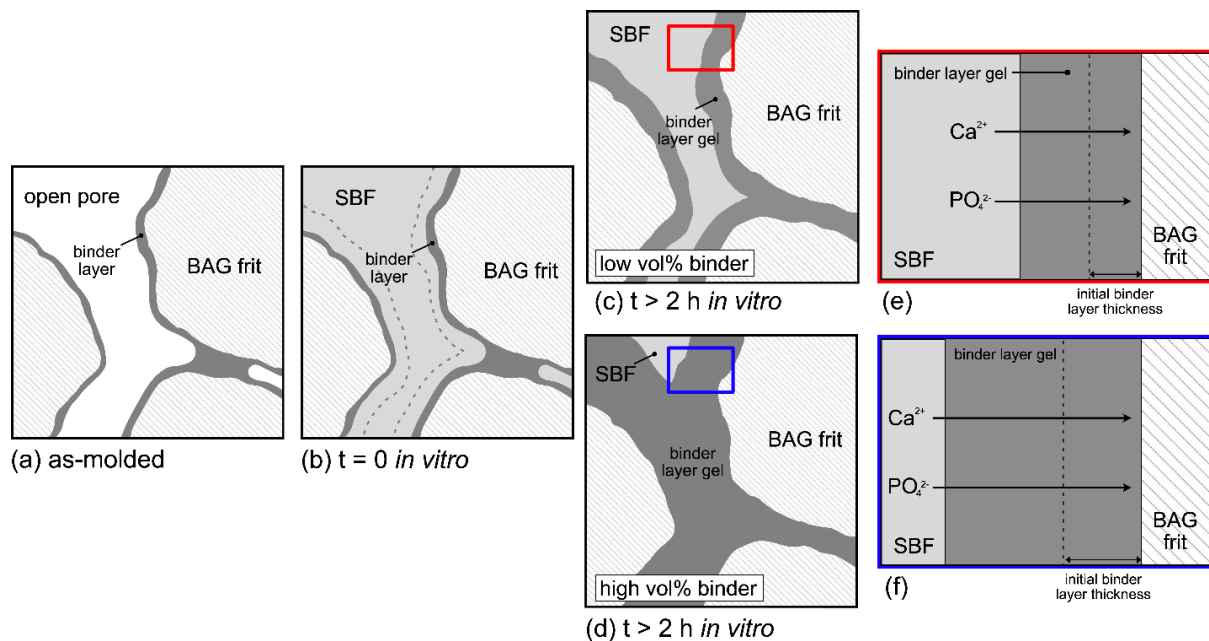 open pore
binder
layer
BAG frit
(a) as-molded
SBF
binder
layer
BAG frit
(b) t = 0 in vitro
SBF
binder
layer gel
BAG frit
low vol% binder
(c) t > 2 h in vitro
SBF
binder
layer gel
BAG frit
high vol% binder
(d) t > 2 h in vitro
binder layer gel
Ca²⁺
PO₄²⁻
SBF
BAG
frit
(e)
initial binder
layer thickness
binder layer gel
Ca²⁺
PO₄²⁻
SBF
BAG
frit
(f)
initial binder
layer thickness